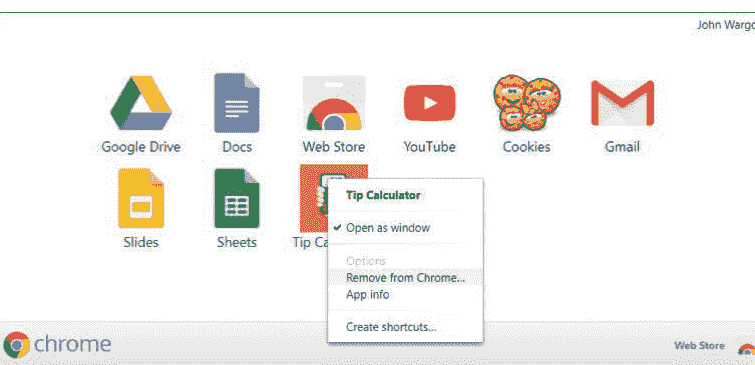 John Wargo
Google Drive
Docs
Web Store
YouTube
Cookies
Gmail
Slides
Sheets
Tip Ca
Tip Calculator
✔ Open as window
Options
Remove from Chrome...
App info
Create shortcuts...
chrome
Web Store